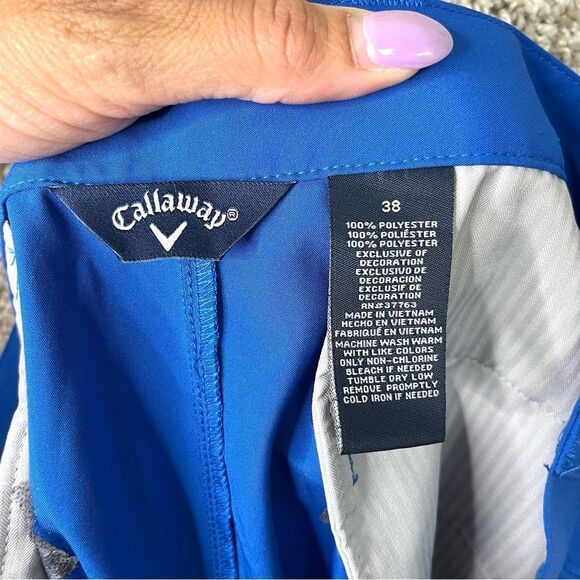 Callaway®
38
100% POLYESTER
100% POLIÉSTER
100% POLYESTER
EXCLUSIVE OF
DECORATION
EXCLUSIVO DE
DECORACION
EXCLUSIF DE
DECORATION
RN#37763
MADE IN VIETNAM
HECHO EN VIETNAM
FABRIQUÉ EN VIETNAM
MACHINE WASH WARM
WITH LIKE COLORS
ONLY NON-CHLORINE
BLEACH IF NEEDED
TUMBLE DRY LOW
REMOVE PROMPTLY
COLD IRON IF NEEDED